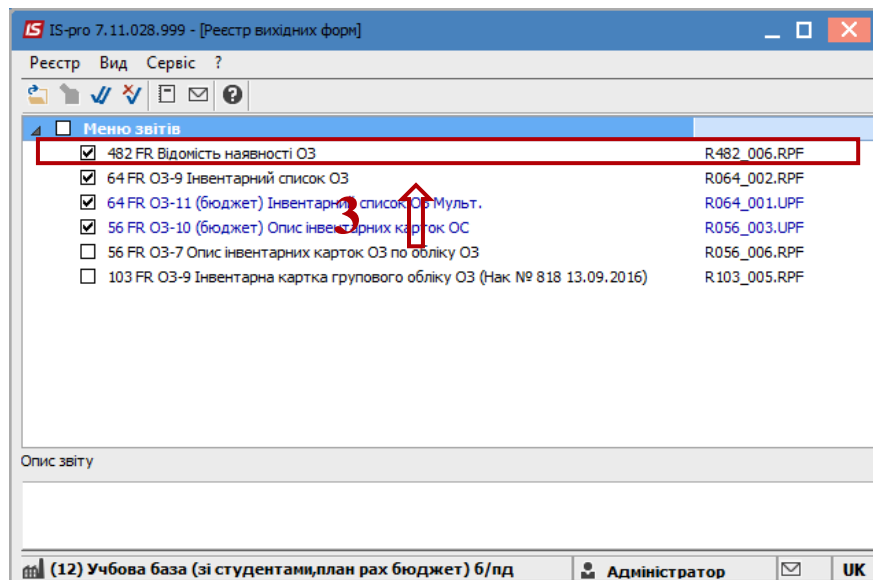 IS-pro 7.11.028.999 - [Реєстр вихідних форм]
Реєстр Вид Сервіс ?
Меню звітів
482 FR Відомість наявності ОЗ R482_006.RPF
64 FR ОЗ-9 Інвентарний список ОЗ R064_002.RPF
64 FR ОЗ-11 (бюджет) Інвентарний список ОЗ Мульт. R064_001.UPF
3
56 FR ОЗ-10 (бюджет) Опис інвентарних карток ОС R056_003.UPF
56 FR ОЗ-7 Опис інвентарних карток ОЗ по обліку ОЗ R056_006.RPF
103 FR ОЗ-9 Інвентарна картка групового обліку ОЗ (Нак № 818 13.09.2016) R103_005.RPF
Опис звіту
(12) Учбова база (зі студентами,план рах бюджет) б/пд Адміністратор UK